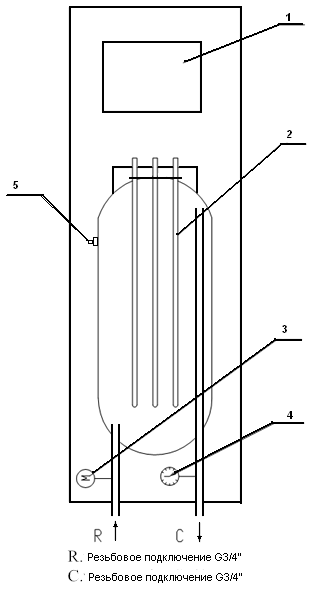 1
2
5
3
4
M
R
C
R. Резьбовое подключение G3/4"
C. Резьбовое подключение G3/4"